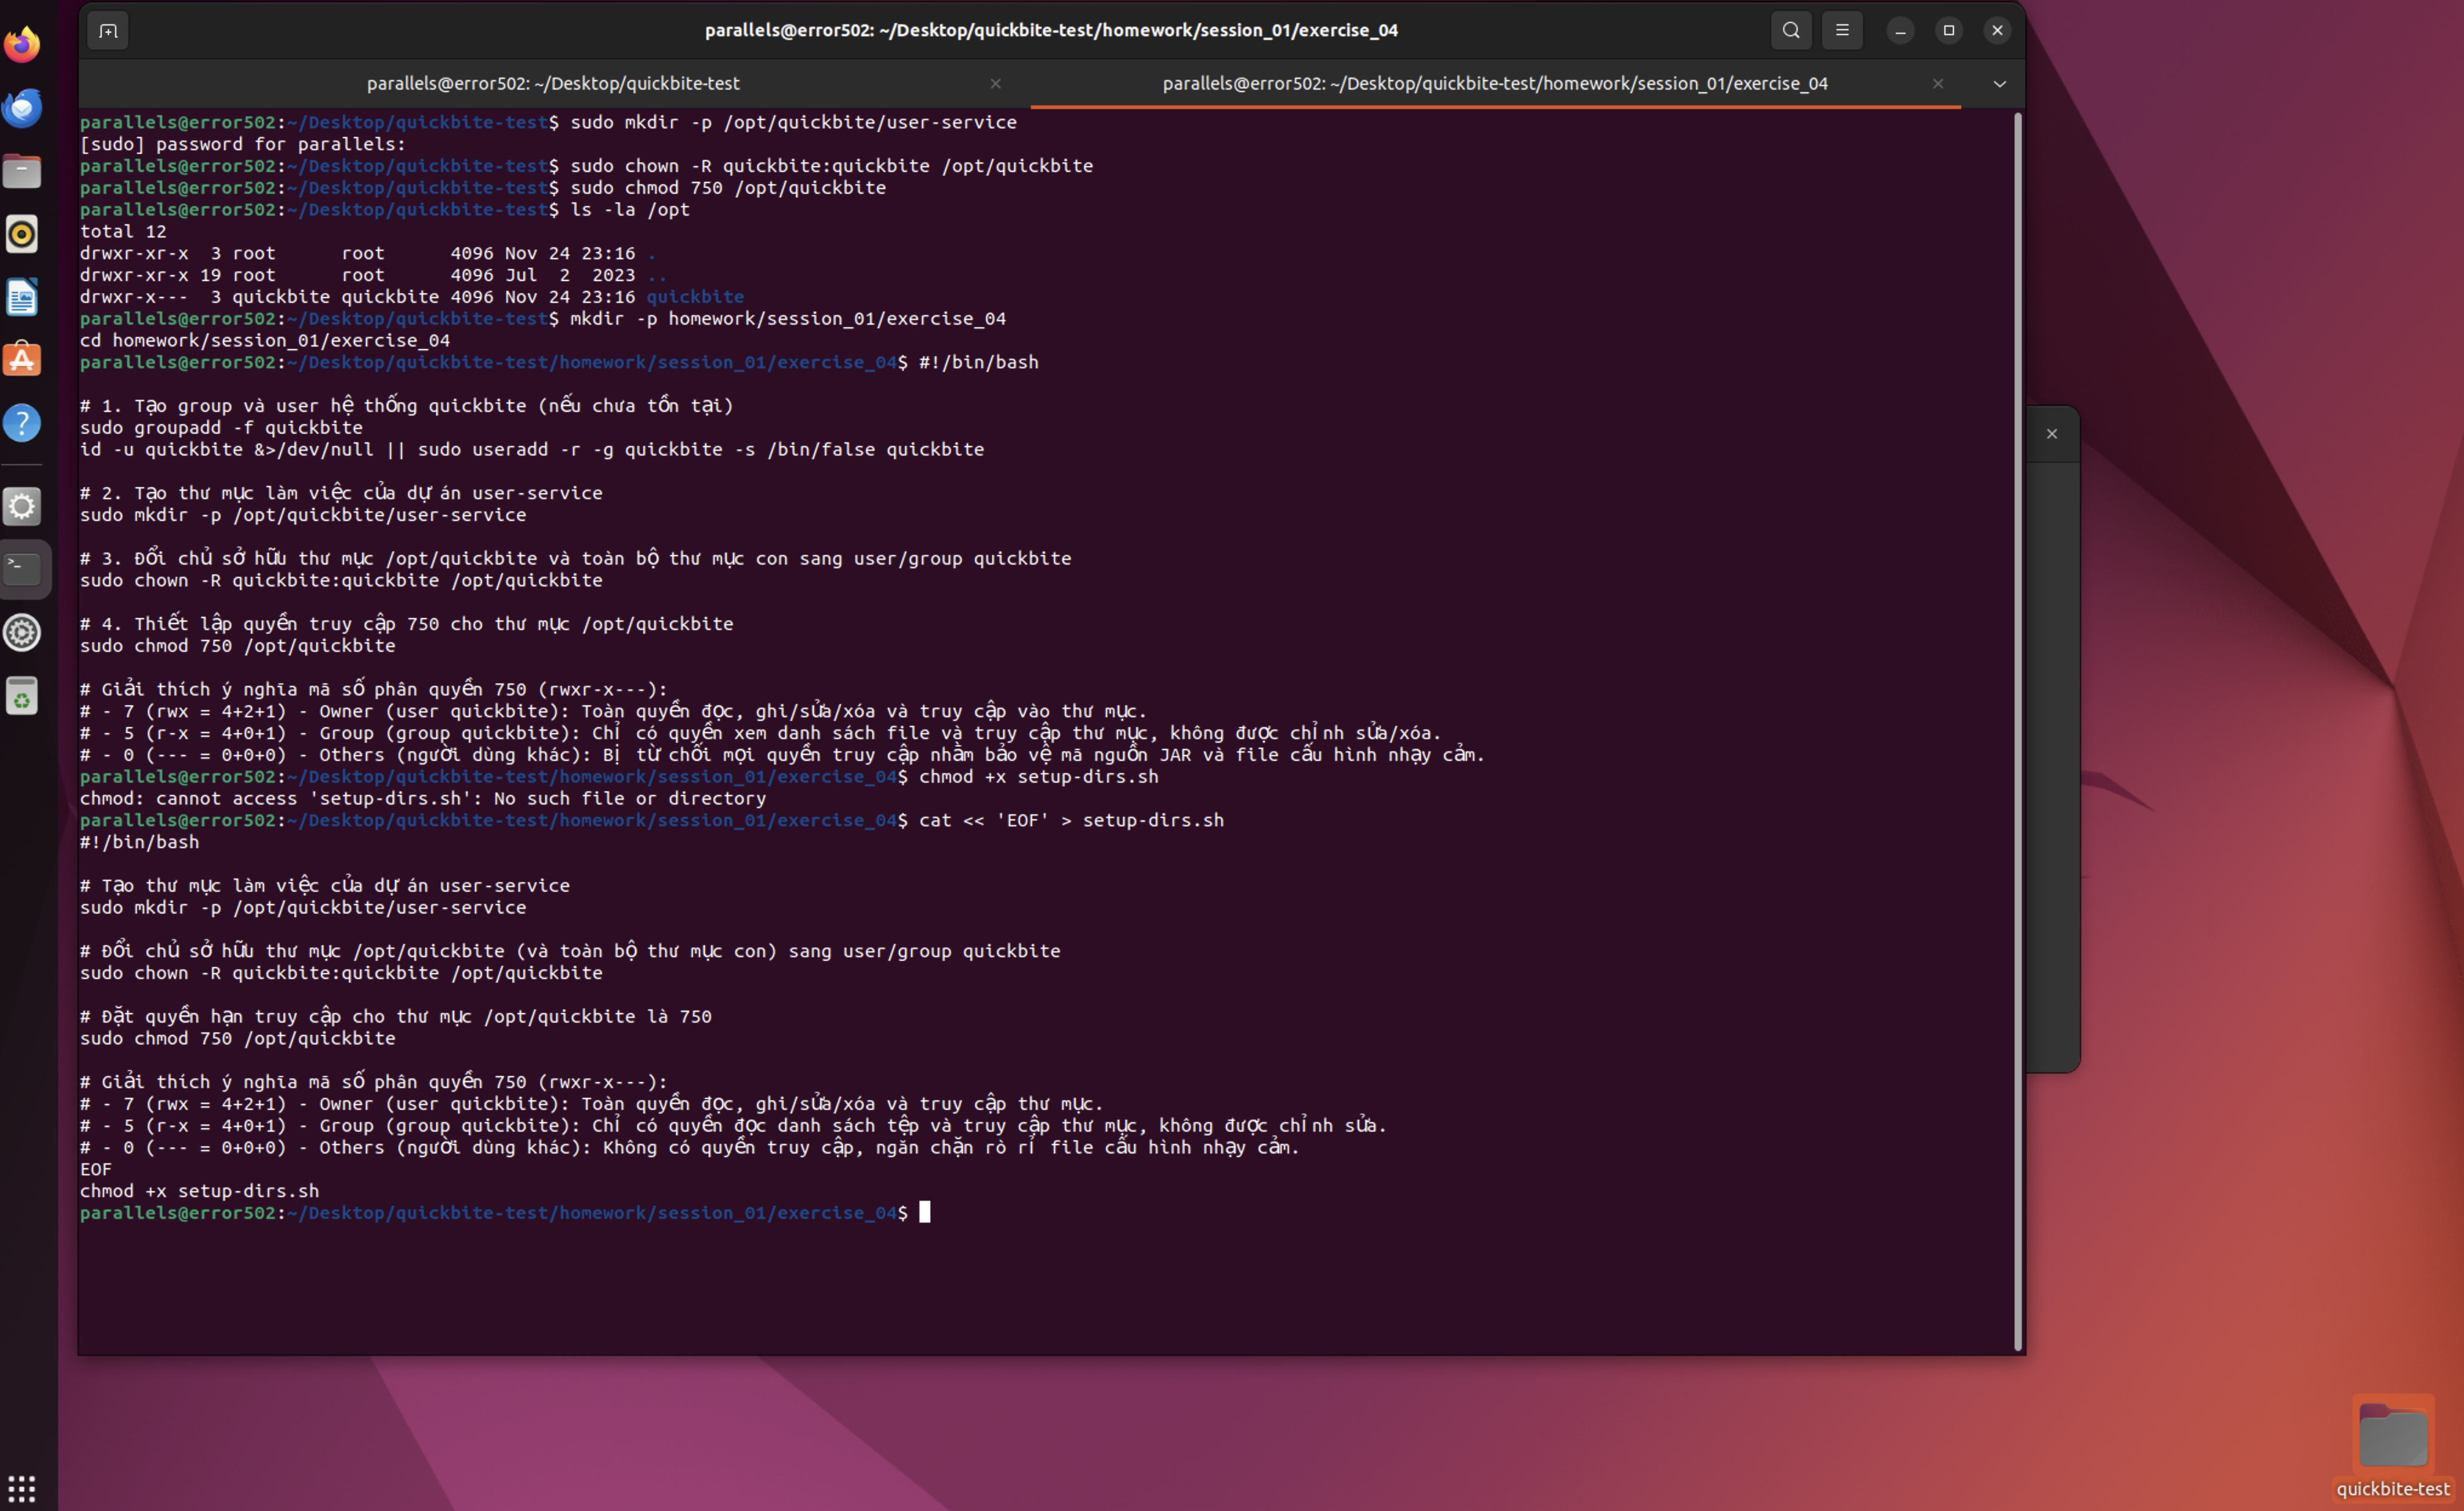 parallels@error502: ~/Desktop/quickbite-test/homework/session_01/exercise_04
parallels@error502: ~/Desktop/quickbite-test
parallels@error502: ~/Desktop/quickbite-test/homework/session_01/exercise_04
parallels@error502:~/Desktop/quickbite-test$ sudo mkdir -p /opt/quickbite/user-service
[sudo] password for parallels:
parallels@error502:~/Desktop/quickbite-test$ sudo chown -R quickbite:quickbite /opt/quickbite
parallels@error502:~/Desktop/quickbite-test$ sudo chmod 750 /opt/quickbite
parallels@error502:~/Desktop/quickbite-test$ ls -la /opt
total 12
drwxr-xr-x  3 root      root      4096 Nov 24 23:16 .
drwxr-xr-x 19 root      root      4096 Jul  2  2023 ..
drwxr-x---  3 quickbite quickbite 4096 Nov 24 23:16 quickbite
parallels@error502:~/Desktop/quickbite-test$ mkdir -p homework/session_01/exercise_04
cd homework/session_01/exercise_04
parallels@error502:~/Desktop/quickbite-test/homework/session_01/exercise_04$ #!/bin/bash
# 1. Tạo group và user hệ thống quickbite (nếu chưa tồn tại)
sudo groupadd -f quickbite
id -u quickbite &>/dev/null || sudo useradd -r -g quickbite -s /bin/false quickbite
# 2. Tạo thư mục làm việc của dự án user-service
sudo mkdir -p /opt/quickbite/user-service
# 3. Đổi chủ sở hữu thư mục /opt/quickbite và toàn bộ thư mục con sang user/group quickbite
sudo chown -R quickbite:quickbite /opt/quickbite
# 4. Thiết lập quyền truy cập 750 cho thư mục /opt/quickbite
sudo chmod 750 /opt/quickbite
# Giải thích ý nghĩa mã số phân quyền 750 (rwxr-x---):
# - 7 (rwx = 4+2+1) - Owner (user quickbite): Toàn quyền đọc, ghi/sửa/xóa và truy cập vào thư mục.
# - 5 (r-x = 4+0+1) - Group (group quickbite): Chỉ có quyền xem danh sách file và truy cập thư mục, không được chỉnh sửa/xóa.
# - 0 (--- = 0+0+0) - Others (người dùng khác): Bị từ chối mọi quyền truy cập nhằm bảo vệ mã nguồn JAR và file cấu hình nhạy cảm.
parallels@error502:~/Desktop/quickbite-test/homework/session_01/exercise_04$ chmod +x setup-dirs.sh
chmod: cannot access 'setup-dirs.sh': No such file or directory
parallels@error502:~/Desktop/quickbite-test/homework/session_01/exercise_04$ cat << 'EOF' > setup-dirs.sh
#!/bin/bash
# Tạo thư mục làm việc của dự án user-service
sudo mkdir -p /opt/quickbite/user-service
# Đổi chủ sở hữu thư mục /opt/quickbite (và toàn bộ thư mục con) sang user/group quickbite
sudo chown -R quickbite:quickbite /opt/quickbite
# Đặt quyền hạn truy cập cho thư mục /opt/quickbite là 750
sudo chmod 750 /opt/quickbite
# Giải thích ý nghĩa mã số phân quyền 750 (rwxr-x---):
# - 7 (rwx = 4+2+1) - Owner (user quickbite): Toàn quyền đọc, ghi/sửa/xóa và truy cập thư mục.
# - 5 (r-x = 4+0+1) - Group (group quickbite): Chỉ có quyền đọc danh sách tệp và truy cập thư mục, không được chỉnh sửa.
# - 0 (--- = 0+0+0) - Others (người dùng khác): Không có quyền truy cập, ngăn chặn rò rỉ file cấu hình nhạy cảm.
EOF
chmod +x setup-dirs.sh
parallels@error502:~/Desktop/quickbite-test/homework/session_01/exercise_04$
quickbite-test